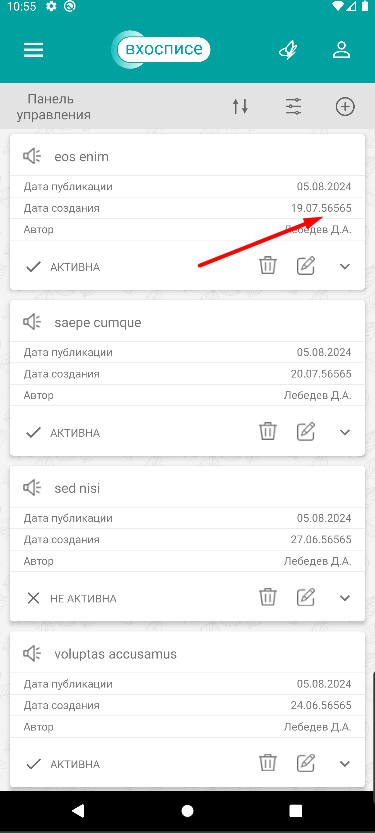 10:55
вхосписе
Панель
управления
eos enim
Дата публикации 05.08.2024
Дата создания 19.07.56565
Автор Лебедев Д.А.
АКТИВНА
saepe cumque
Дата публикации 05.08.2024
Дата создания 20.07.56565
Автор Лебедев Д.А.
АКТИВНА
sed nisi
Дата публикации 05.08.2024
Дата создания 27.06.56565
Автор Лебедев Д.А.
НЕ АКТИВНА
voluptas accusamus
Дата публикации 05.08.2024
Дата создания 24.06.56565
Автор Лебедев Д.А.
АКТИВНА